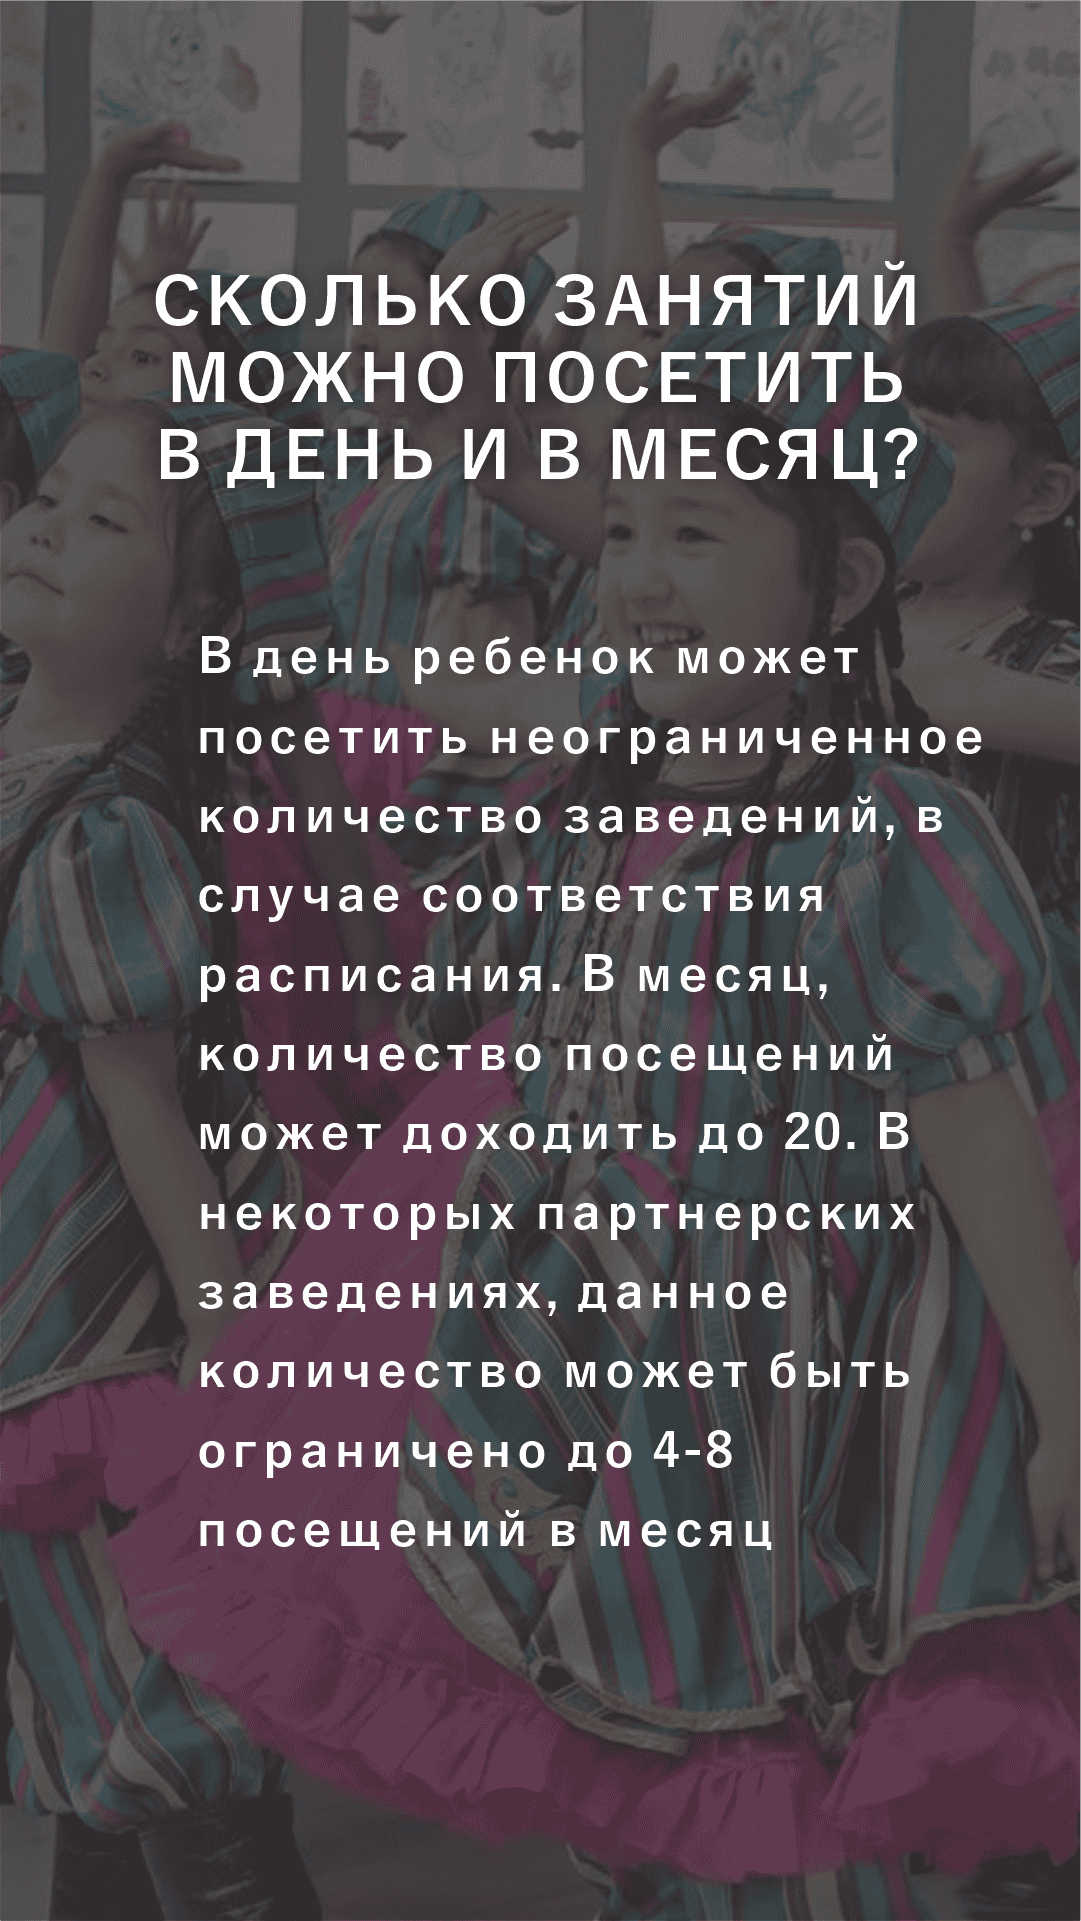 СКОЛЬКО ЗАНЯТИЙ
МОЖНО ПОСЕТИТЬ
В ДЕНЬ И В МЕСЯЦ?
В день ребенок может
посетить неограниченное
количество заведений, в
случае соответствия
расписания. В месяц,
количество посещений
может доходить до 20. В
некоторых партнерских
заведениях, данное
количество может быть
ограничено до 4-8
посещений в месяц